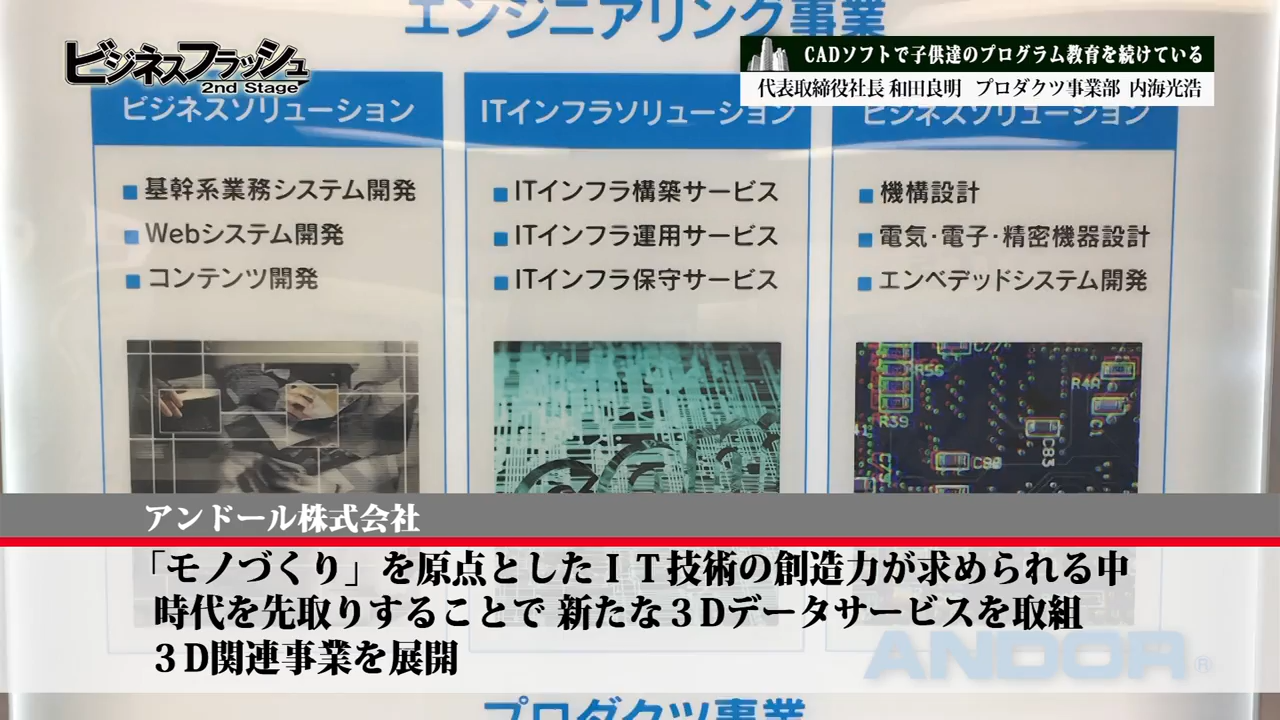 エンジニアリング事業
ビジネスフラッシュ
2nd Stage
CADソフトで子供達のプログラム教育を続けている
代表取締役社長 和田良明 プロダクツ事業部 内海光浩
ビジネスソリューション
ITインフラソリューション
ビジネスソリューション
■基幹系業務システム開発
■Webシステム開発
■コンテンツ開発
■ITインフラ構築サービス
■ITインフラ運用サービス
■ITインフラ保守サービス
■機構設計
■電気・電子・精密機器設計
■エンベデッドシステム開発
C77
R56
R48
R39
C1
C83
C90
アンドール株式会社
「モノづくり」を原点としたＩＴ技術の創造力が求められる中
時代を先取りすることで 新たな３Dデータサービスを取組
３D関連事業を展開
ANDOR®
プロダクツ事業